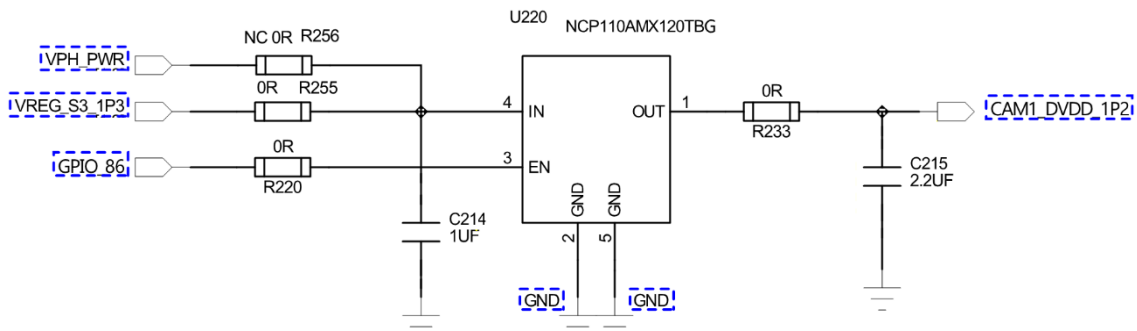 U220
NCP110AMX120TBG
VPH_PWR
NC 0R R256
VREG_S3_1P3
0R R255
4 IN
OUT 1
0R
R233
CAM1_DVDD_1P2
GPIO_86
0R
R220
3 EN
C215
2.2UF
C214
1UF
GND
GND
2
5
GND
GND